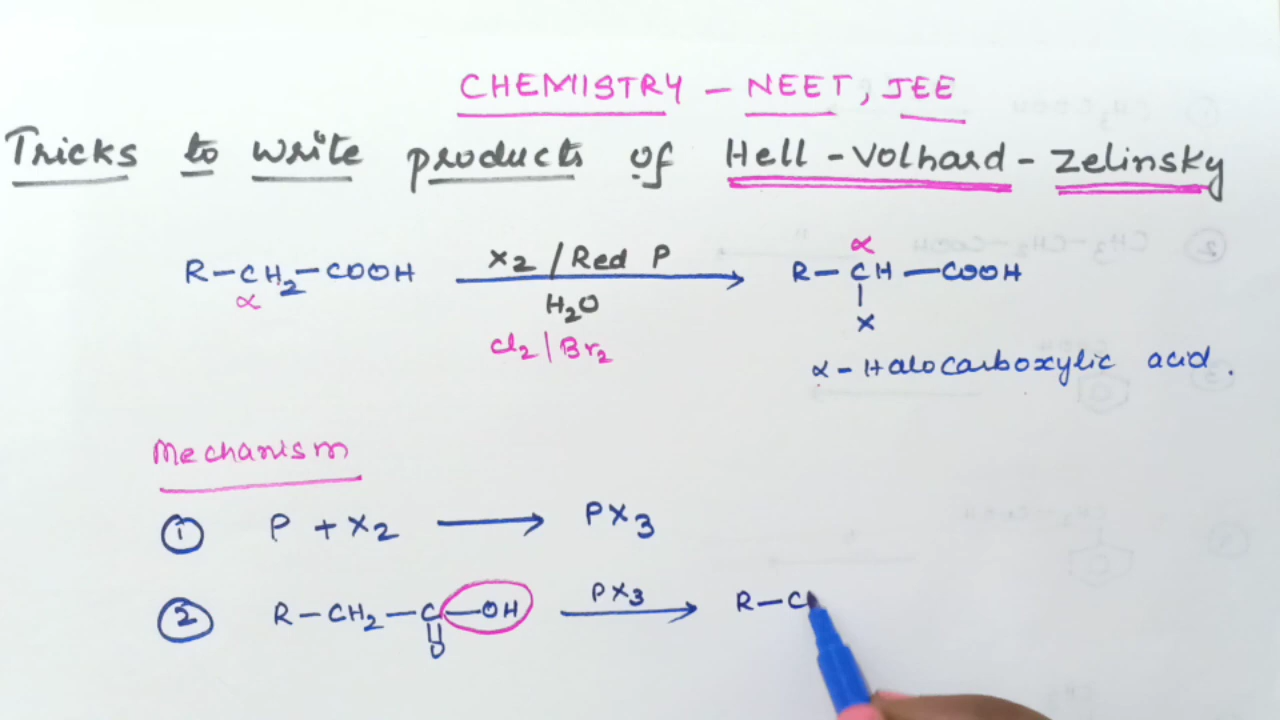 CHEMISTRY - NEET, JEE
Tricks to write products of Hell-Volhard-Zelinsky
R-CH₂-COOH X₂/Red P R-CH-COOH
α H₂O α
Cl₂/Br₂ X
α-Halocarboxylic acid.
Mechanism
① P + X₂ ⟶ PX₃
② R-CH₂-C-OH PX₃ R-C
O